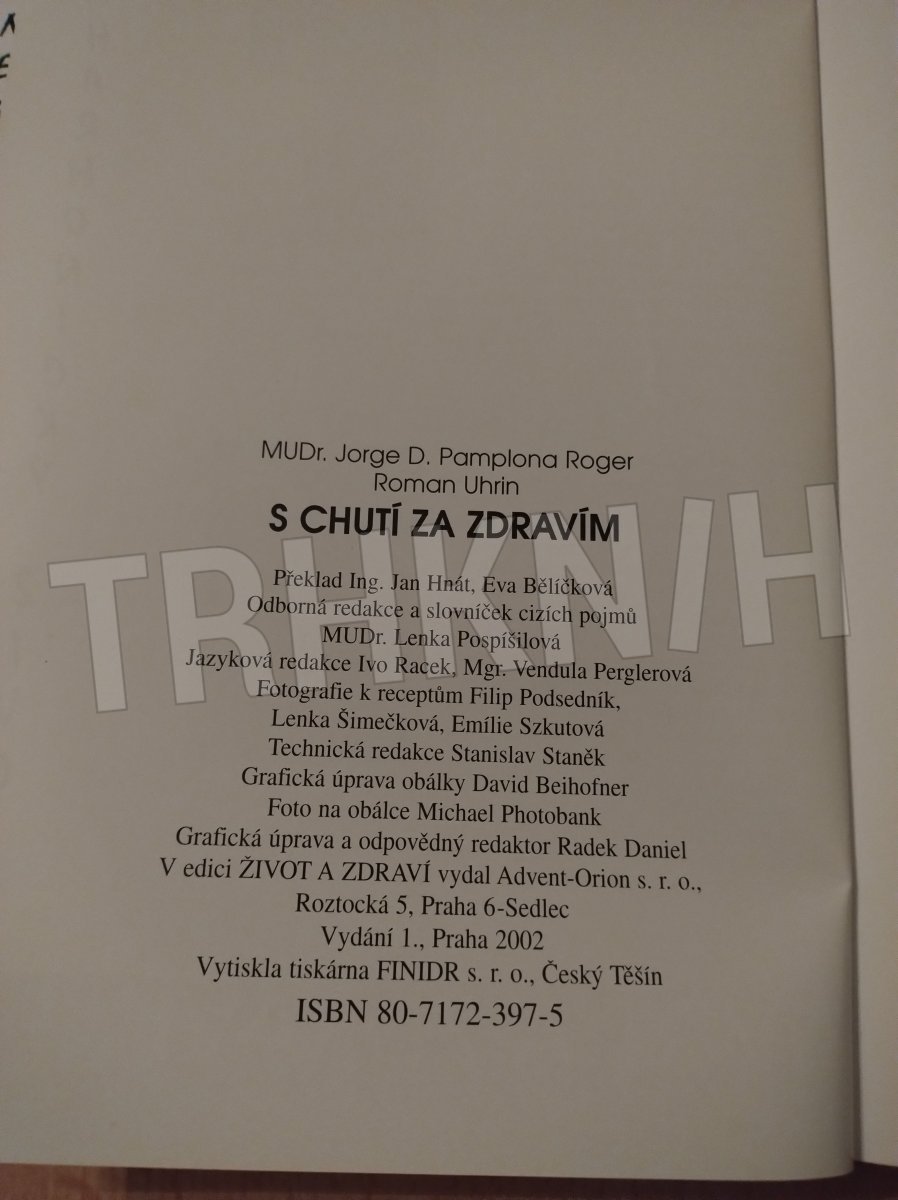 MUDr. Jorge D. Pamplona Roger
Roman Uhrin
S CHUTÍ ZA ZDRAVÍM
Překlad Ing. Jan Hnát, Eva Bělíčková
Odborná redakce a slovníček cizích pojmů
MUDr. Lenka Pospíšilová
Jazyková redakce Ivo Racek, Mgr. Vendula Perglerová
Fotografie k receptům Filip Podsedník,
Lenka Šimečková, Emílie Szkutová
Technická redakce Stanislav Staněk
Grafická úprava obálky David Beihofner
Foto na obálce Michael Photobank
Grafická úprava a odpovědný redaktor Radek Daniel
V edici ŽIVOT A ZDRAVÍ vydal Advent-Orion s. r. o.,
Roztocká 5, Praha 6-Sedlec
Vydání 1., Praha 2002
Vytiskla tiskárna FINIDR s. r. o., Český Těšín
ISBN 80-7172-397-5
TRHKNIH